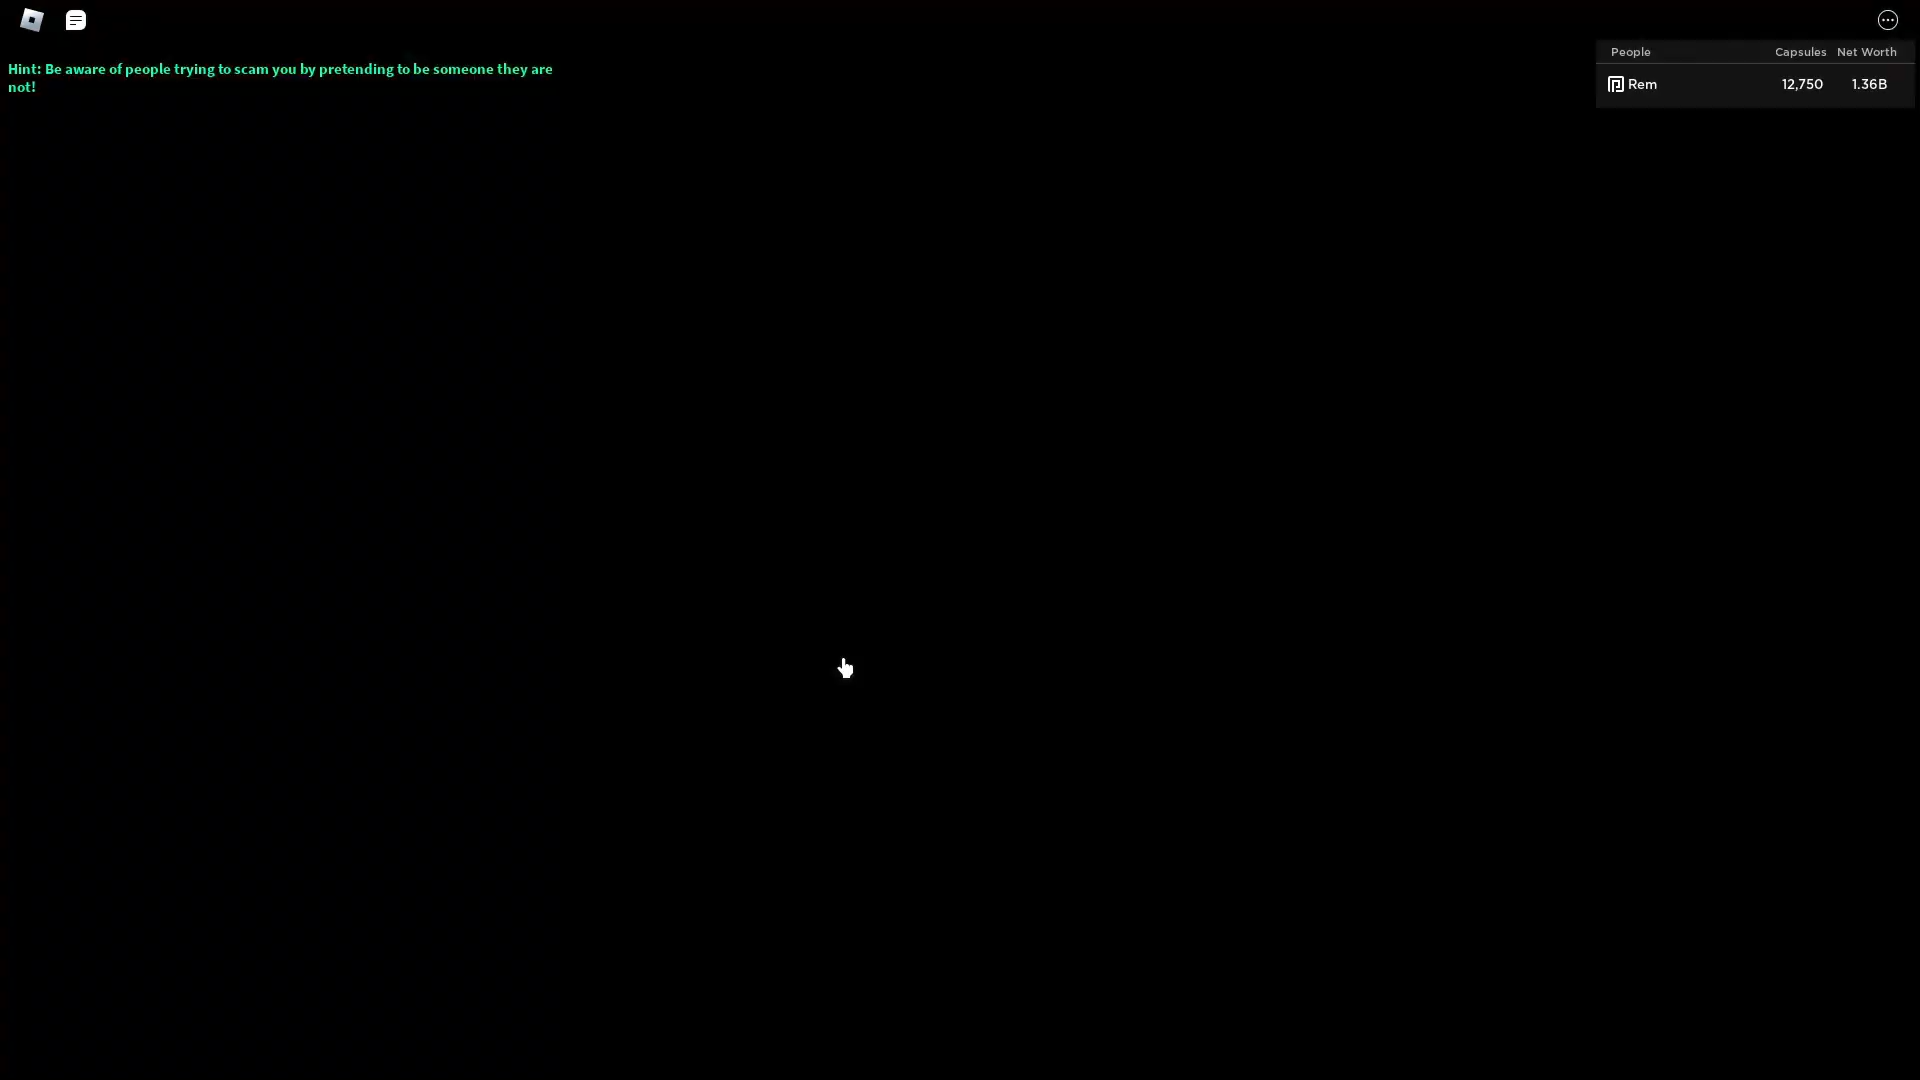 Hint: Be aware of people trying to scam you by pretending to be someone they are
not!
People Capsules Net Worth
Rem 12,750 1.36B